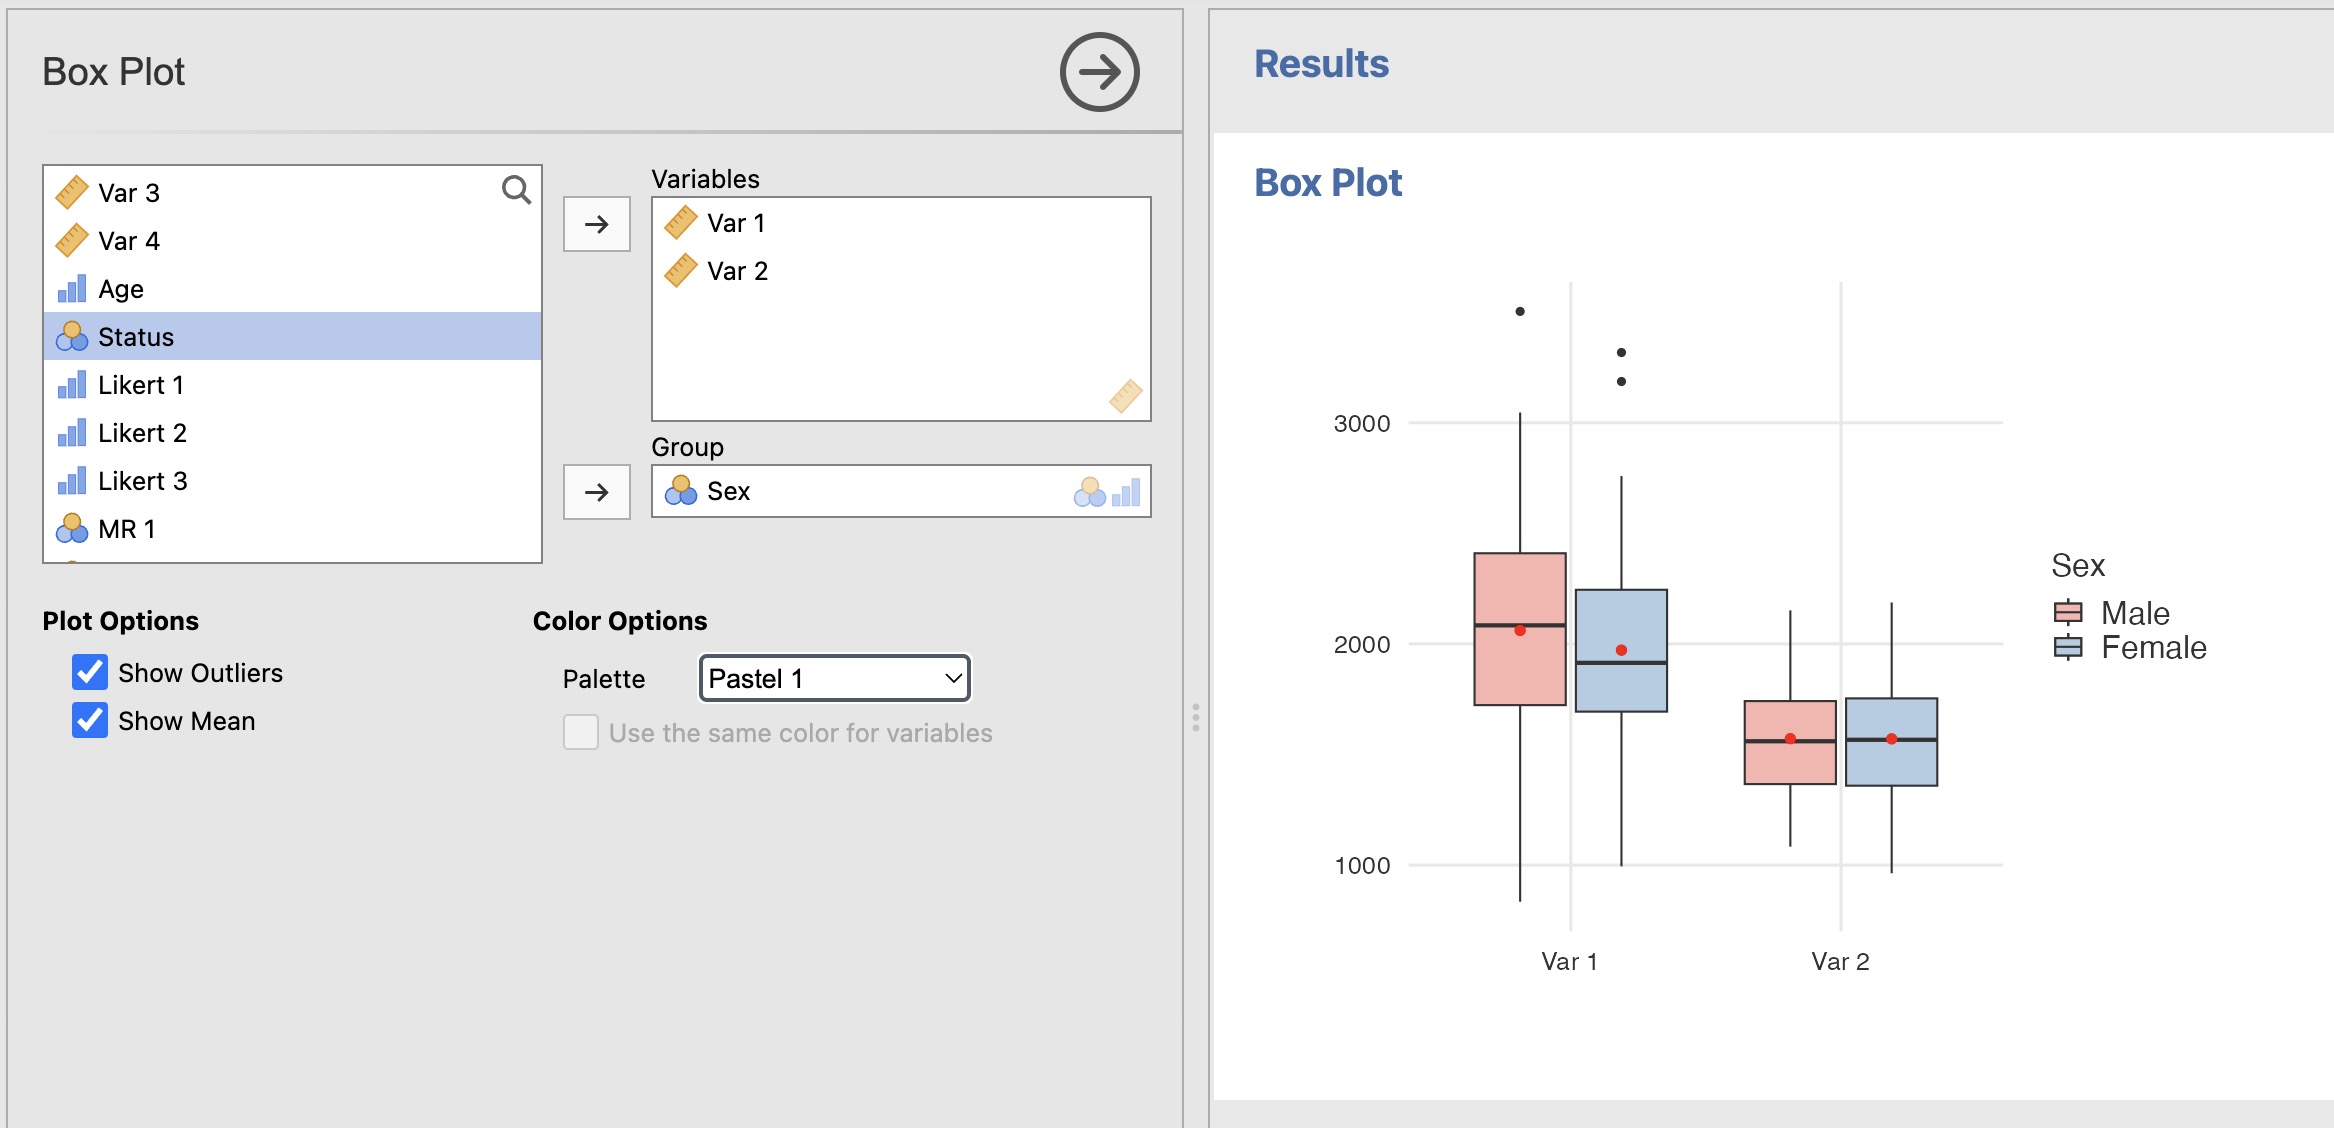 Box Plot
Var 3
Var 4
Age
Status
Likert 1
Likert 2
Likert 3
MR 1
Variables
Var 1
Var 2
Group
Sex
Plot Options
Show Outliers
Show Mean
Color Options
Palette Pastel 1
Use the same color for variables
Results
Box Plot
3000
2000
1000
Var 1 Var 2
Sex
Male
Female